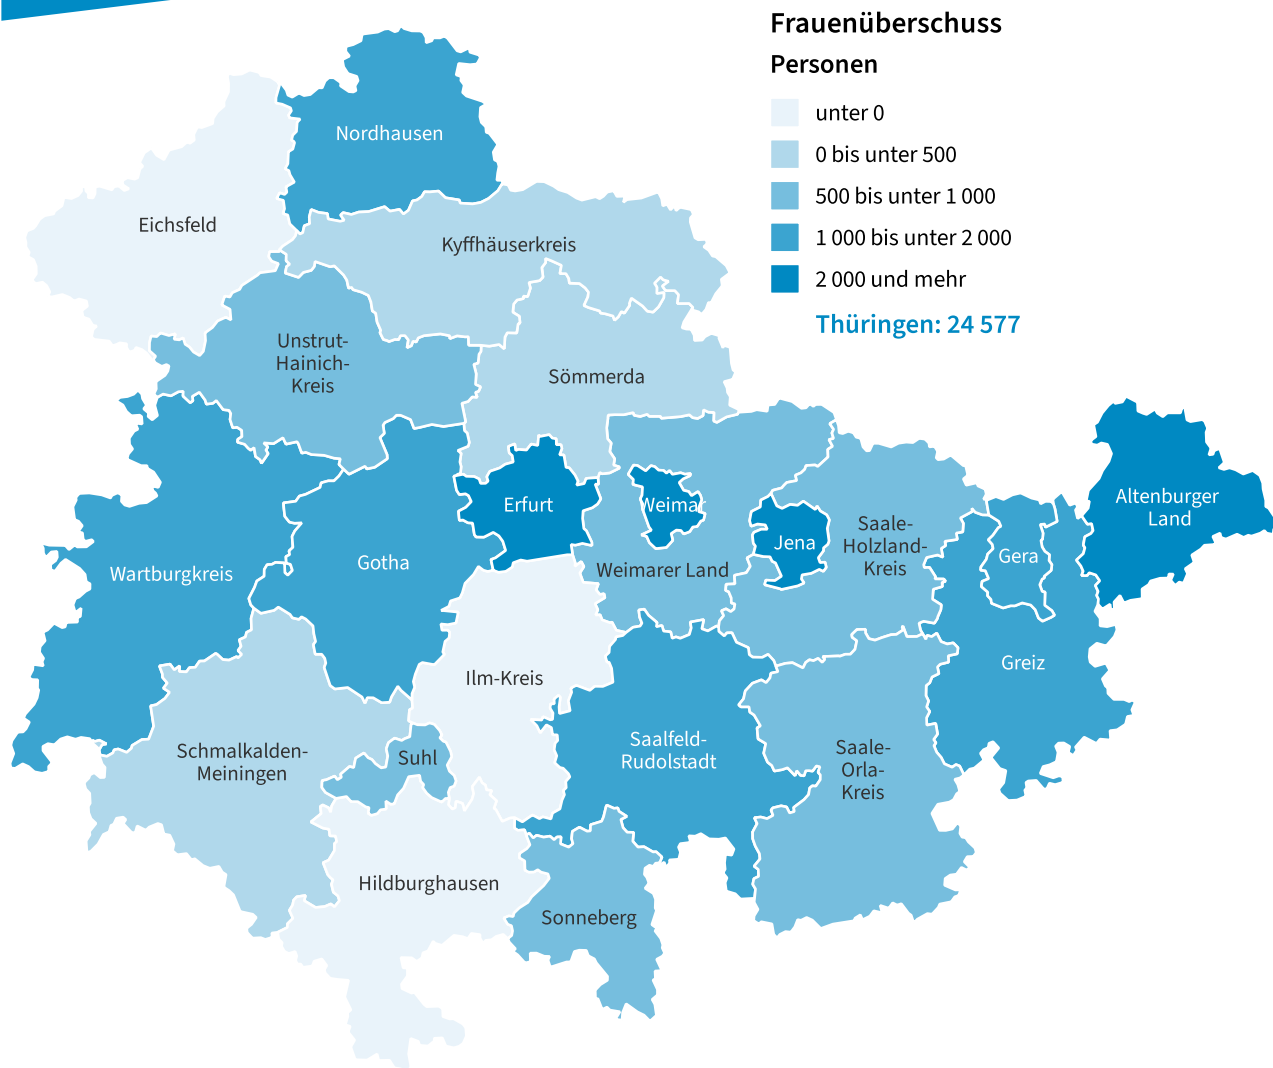 Frauenüberschuss
Personen
unter 0
0 bis unter 500
500 bis unter 1 000
1 000 bis unter 2 000
2 000 und mehr
Thüringen: 24 577
Nordhausen
Eichsfeld
Kyffhäuserkreis
Unstrut-
Hainich-
Kreis
Sömmerda
Erfurt
Weimar
Altenburger
Land
Saale-
Holzland-
Kreis
Jena
Gera
Gotha
Weimarer Land
Wartburgkreis
Greiz
Ilm-Kreis
Saalfeld-
Rudolstadt
Saale-
Orla-
Kreis
Schmalkalden-
Meiningen
Suhl
Hildburghausen
Sonneberg